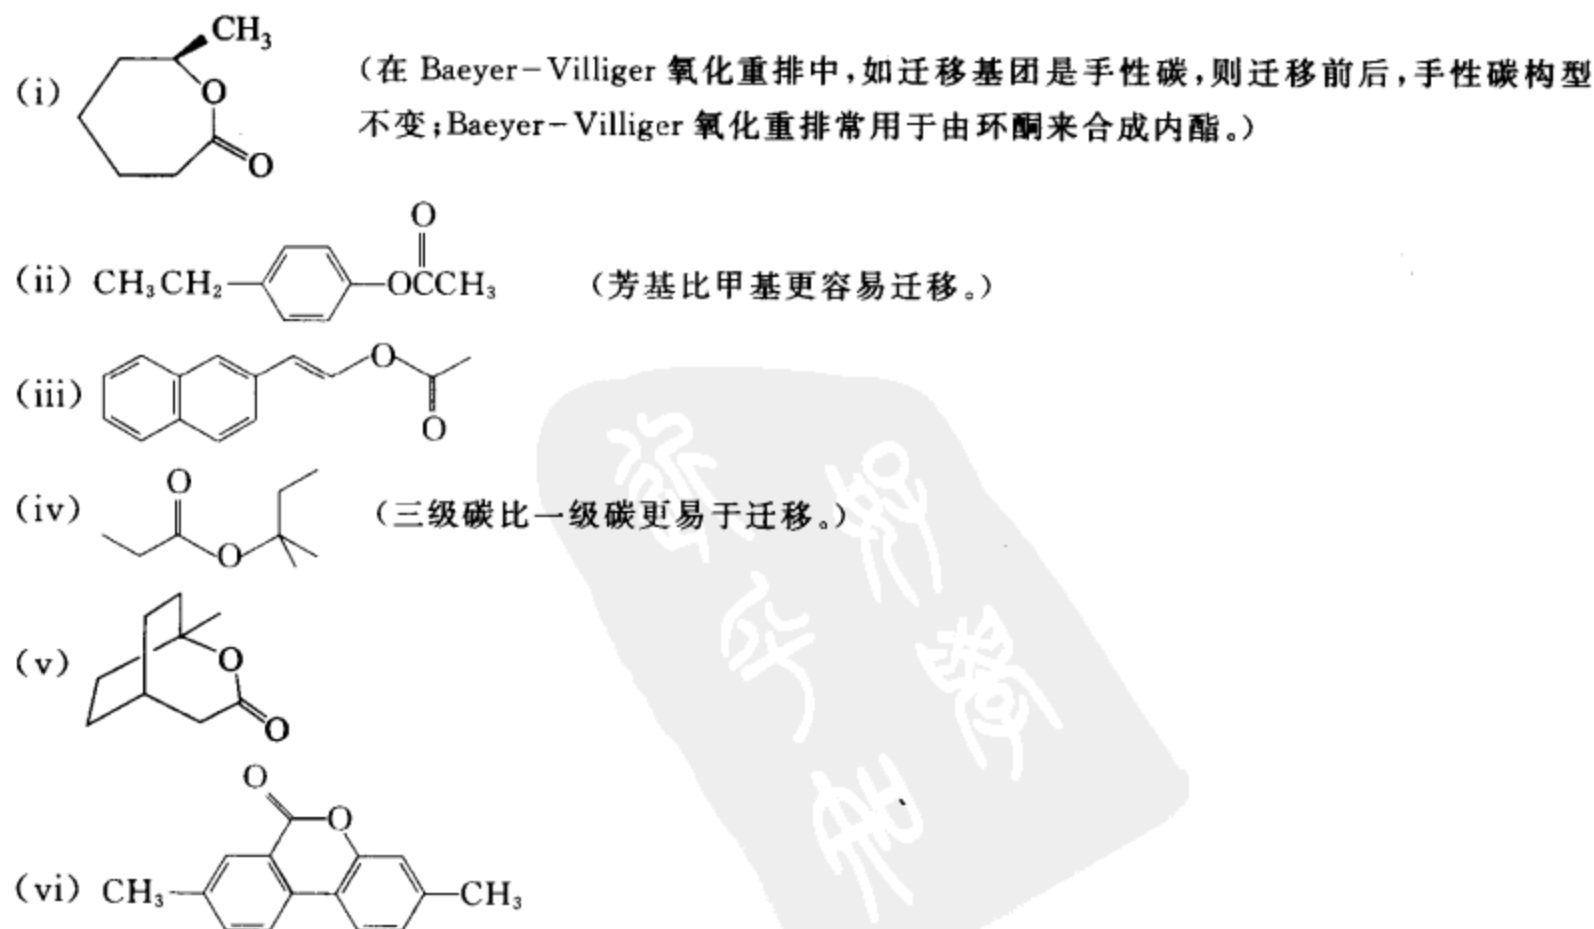 CH₃
(i)
O
O
(在 Baeyer-Villiger 氧化重排中,如迁移基团是手性碳,则迁移前后,手性碳构型
不变;Baeyer-Villiger 氧化重排常用于由环酮来合成内酯。)
O
(ii) CH₃CH₂ OCCH₃ (芳基比甲基更容易迁移。)
O
(iii)
O
O
(iv) (三级碳比一级碳更易于迁移。)
O
(v) O
O
O
O
(vi) CH₃ CH₃